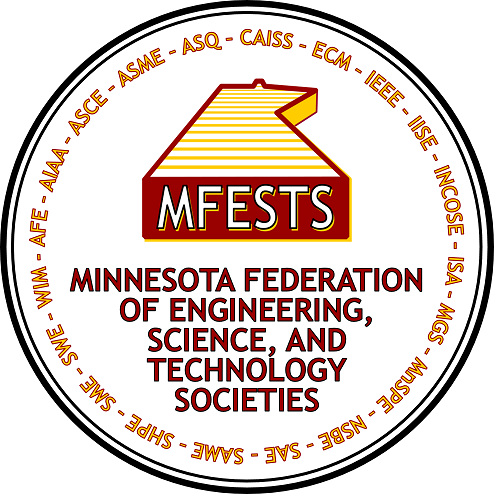 AFE - AIAA - ASCE - ASME - ASQ - CAISS - ECM - IEEE - IISE - INCOSE - ISA - MGS - MnSPE - NSBE - SAE - SAME - SHPE - SME - SWE - WIM -
MFESTS
MINNESOTA FEDERATION
OF ENGINEERING,
SCIENCE, AND
TECHNOLOGY
SOCIETIES